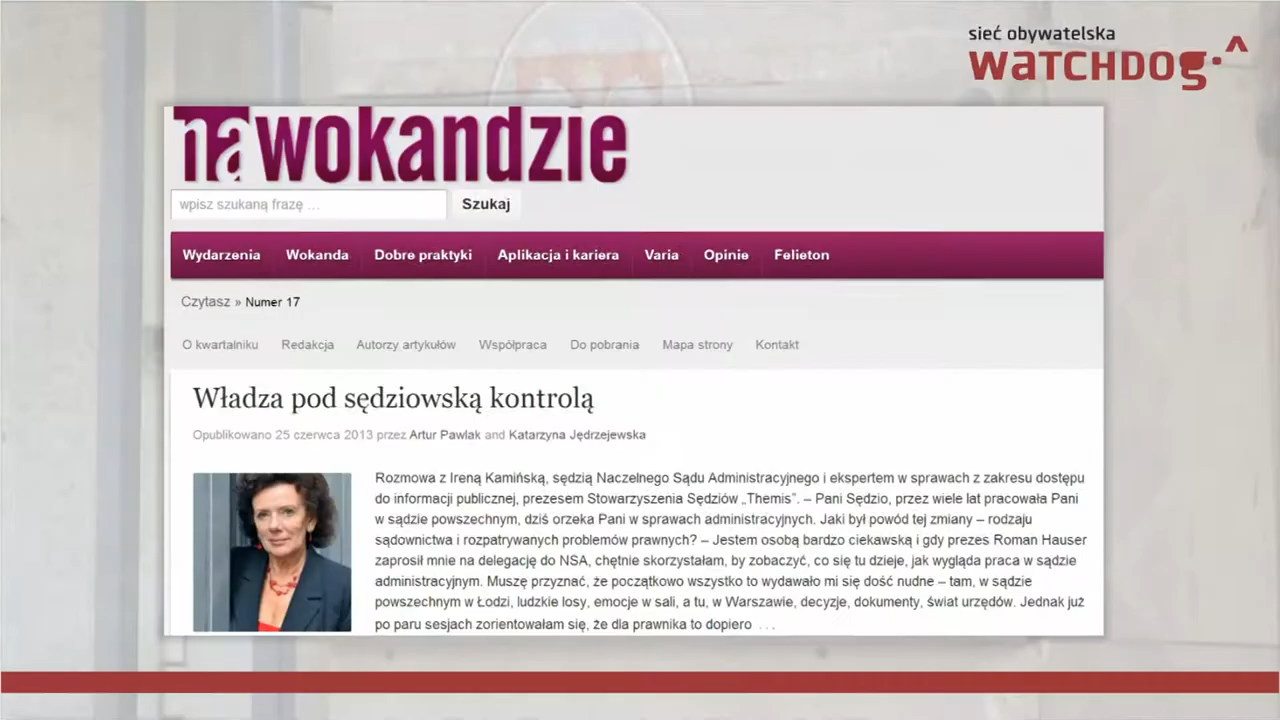 sieć obywatelska
WATCHDOG
na wokandzie
wpisz szukaną frazę ... Szukaj
Wydarzenia Wokanda Dobre praktyki Aplikacja i kariera Varia Opinie Felieton
Czytasz » Numer 17
O kwartalniku Redakcja Autorzy artykułów Współpraca Do pobrania Mapa strony Kontakt
Władza pod sędziowską kontrolą
Opublikowano 25 czerwca 2013 przez Artur Pawlak and Katarzyna Jędrzejewska
Rozmowa z Ireną Kamińską, sędzią Naczelnego Sądu Administracyjnego i ekspertem w sprawach z zakresu dostępu
do informacji publicznej, prezesem Stowarzyszenia Sędziów „Themis”. – Pani Sędzio, przez wiele lat pracowała Pani
w sądzie powszechnym, dziś orzeka Pani w sprawach administracyjnych. Jaki był powód tej zmiany – rodzaju
sądownictwa i rozpatrywanych problemów prawnych? – Jestem osobą bardzo ciekawską i gdy prezes Roman Hauser
zaprosił mnie na delegację do NSA, chętnie skorzystałam, by zobaczyć, co się tu dzieje, jak wygląda praca w sądzie
administracyjnym. Muszę przyznać, że początkowo wszystko to wydawało mi się dość nudne – tam, w sądzie
powszechnym w Łodzi, ludzkie losy, emocje w sali, a tu, w Warszawie, decyzje, dokumenty, świat urzędów. Jednak już
po paru sesjach zorientowałam się, że dla prawnika to dopiero ...